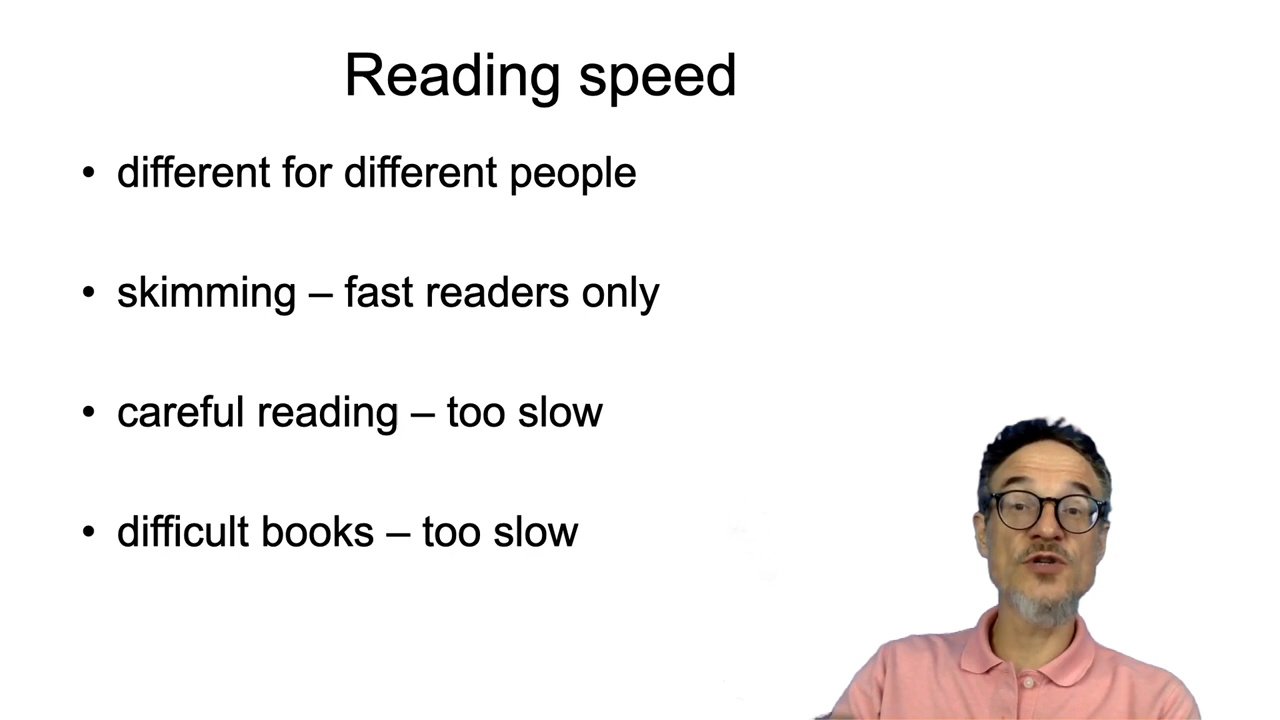 Reading speed
• different for different people
• skimming – fast readers only
• careful reading – too slow
• difficult books – too slow